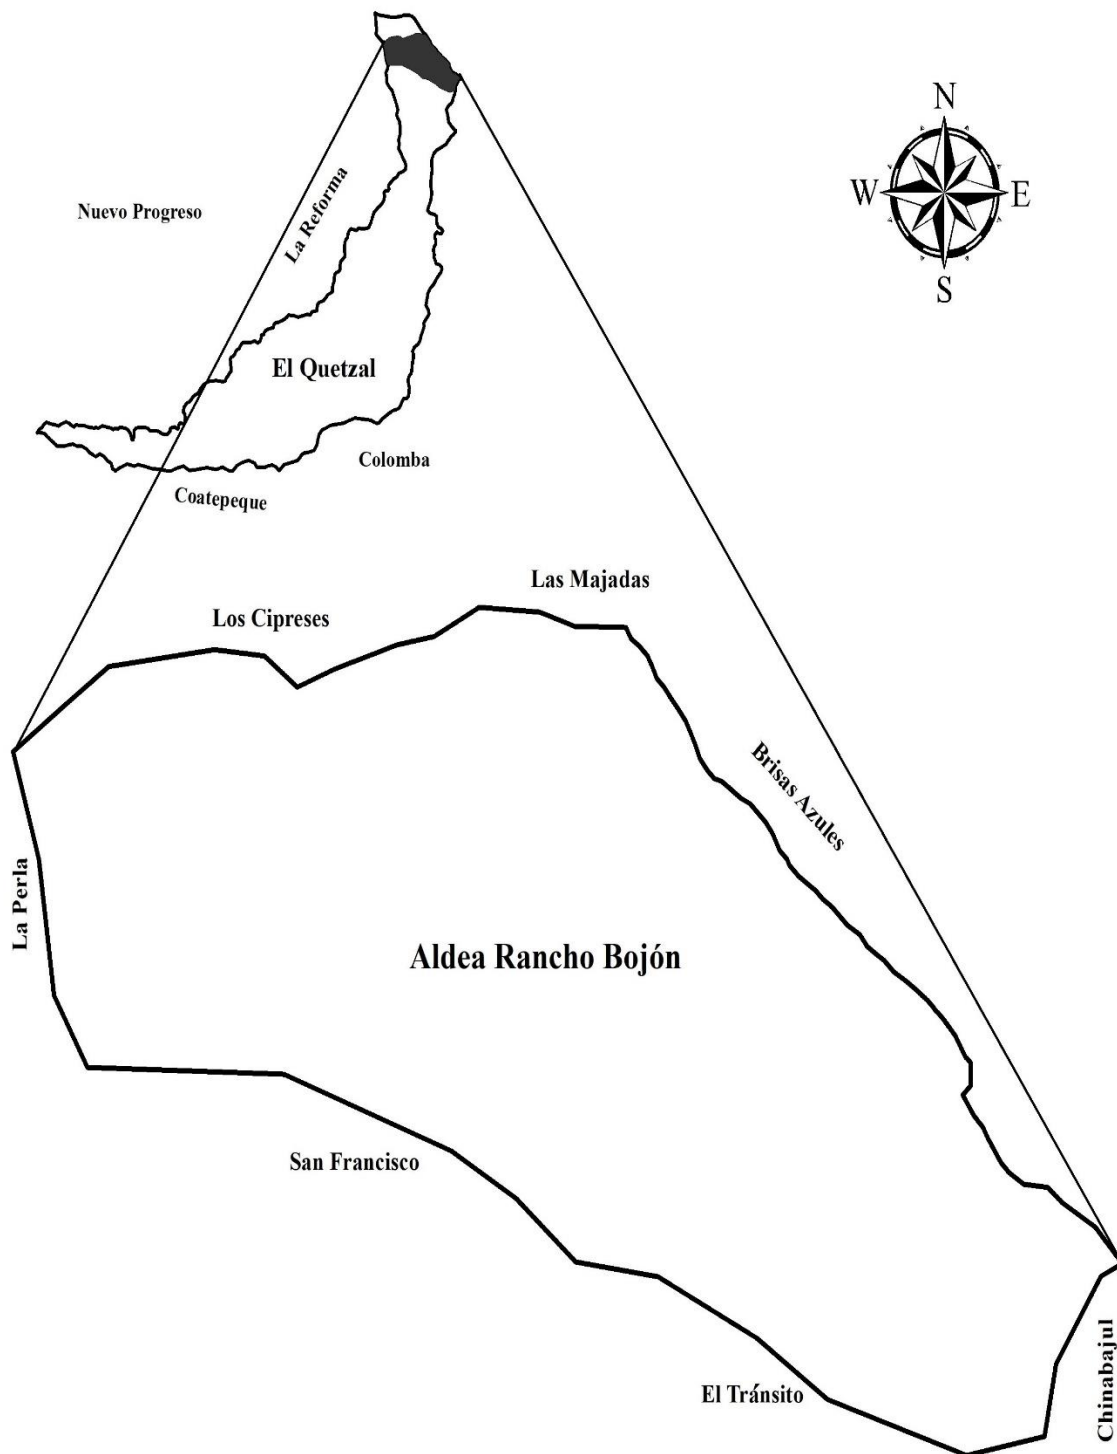 N
W
E
S
La Reforma
Nuevo Progreso
El Quetzal
Colomba
Coatepeque
Las Majadas
Los Cipreses
Brisas Azules
La Perla
Aldea Rancho Bojón
San Francisco
Chinabajul
El Tránsito